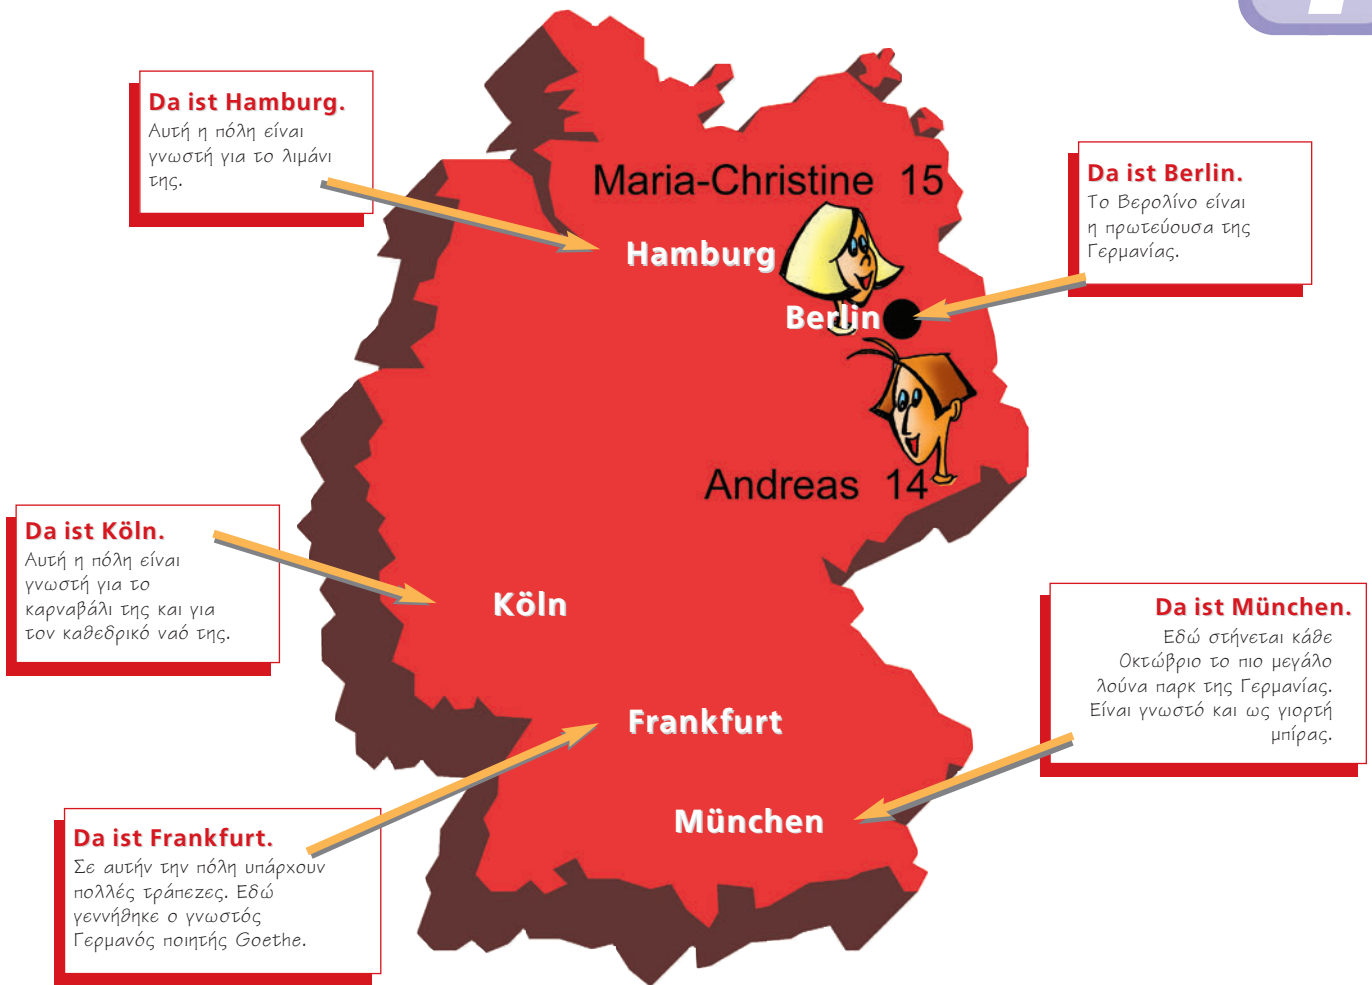 Da ist Hamburg.
Αυτή η πόλη είναι
γνωστή για το λιμάνι
της.
Maria-Christine 15
Da ist Berlin.
Το Βερολίνο είναι
η πρωτεύουσα της
Γερμανίας.
Hamburg
Berlin
Andreas 14
Da ist Köln.
Αυτή η πόλη είναι
γνωστή για το
καρναβάλι της και για
τον καθεδρικό ναό της.
Köln
Da ist München.
Εδώ στήνεται κάθε
Οκτώβριο το πιο μεγάλο
λούνα παρκ της Γερμανίας.
Είναι γνωστό και ως γιορτή
μπίρας.
Frankfurt
München
Da ist Frankfurt.
Σε αυτήν την πόλη υπάρχουν
πολλές τράπεζες. Εδώ
γεννήθηκε ο γνωστός
Γερμανός ποιητής Goethe.